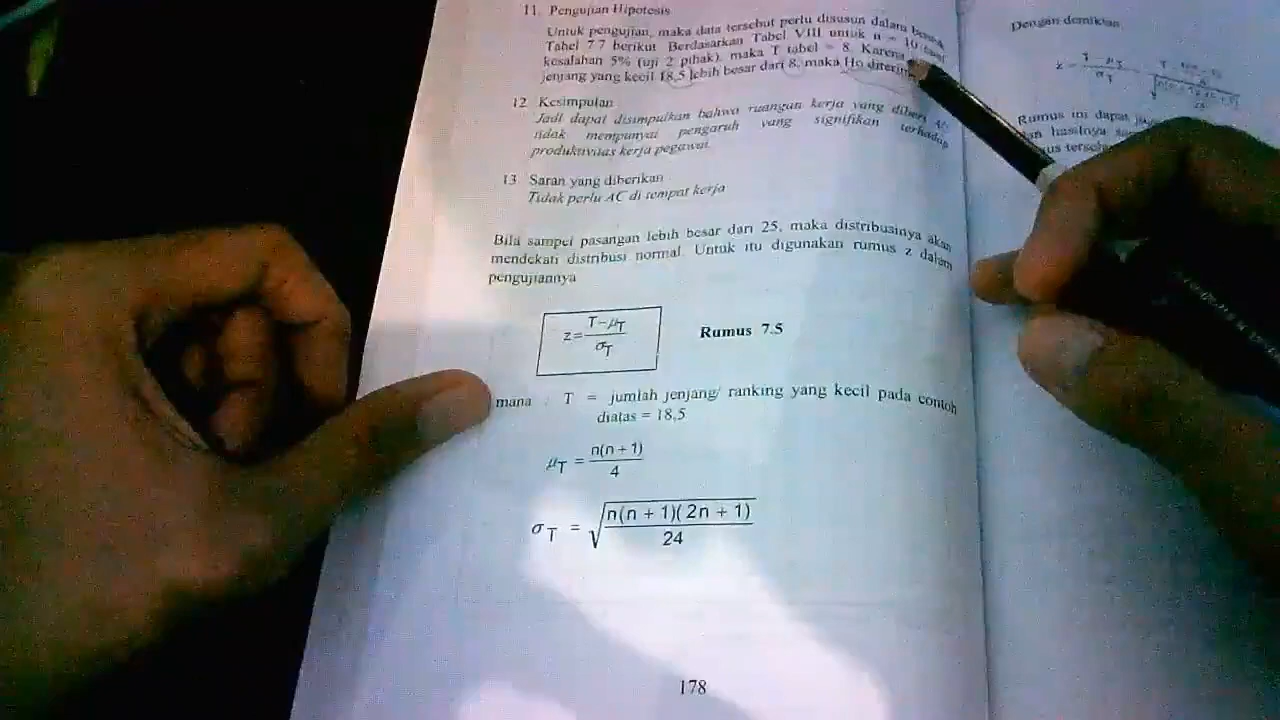 11. Pengujian Hipotesis
Untuk pengujian, maka data tersebut perlu disusun dalam
Tabel 7.7 berikut Berdasarkan Tabel VIII untuk n = 10
kesalahan 5% (uji 2 pihak), maka T tabel = 8. Karena
jenjang yang kecil 18,5 lebih besar dari 8, maka Ho
12 Kesimpulan
Jadi dapat disimpulkan bahwa ruangan kerja yang diberi
tidak mempunyai pengaruh yang signifikan terhadap
produktivitas kerja pegawai.
13 Saran yang diberikan
Tidak perlu AC di tempat kerja
Bila sampel pasangan lebih besar dari 25, maka distribusinya akan
mendekati distribusi normal. Untuk itu digunakan rumus z dalam
pengujiannya
z = T − μT / σT Rumus 7.5
mana : T = jumlah jenjang/ ranking yang kecil pada contoh
diatas = 18,5
μT = n(n + 1) / 4
σT = √ n(n + 1)( 2n + 1) / 24
178
Dengan demikian
Rumus ini dapat
hasilnya